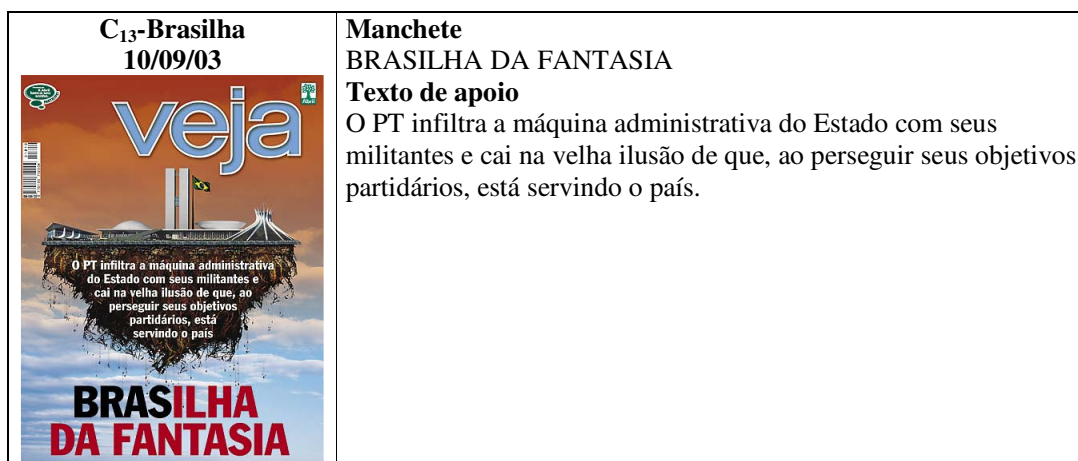 C₁₃-Brasilha
10/09/03
veja
Abril
O PT infiltra a máquina administrativa
do Estado com seus militantes e
cai na velha ilusão de que, ao
perseguir seus objetivos
partidários, está
servindo o país
BRASILHA
DA FANTASIA
Manchete
BRASILHA DA FANTASIA
Texto de apoio
O PT infiltra a máquina administrativa do Estado com seus
militantes e cai na velha ilusão de que, ao perseguir seus objetivos
partidários, está servindo o país.